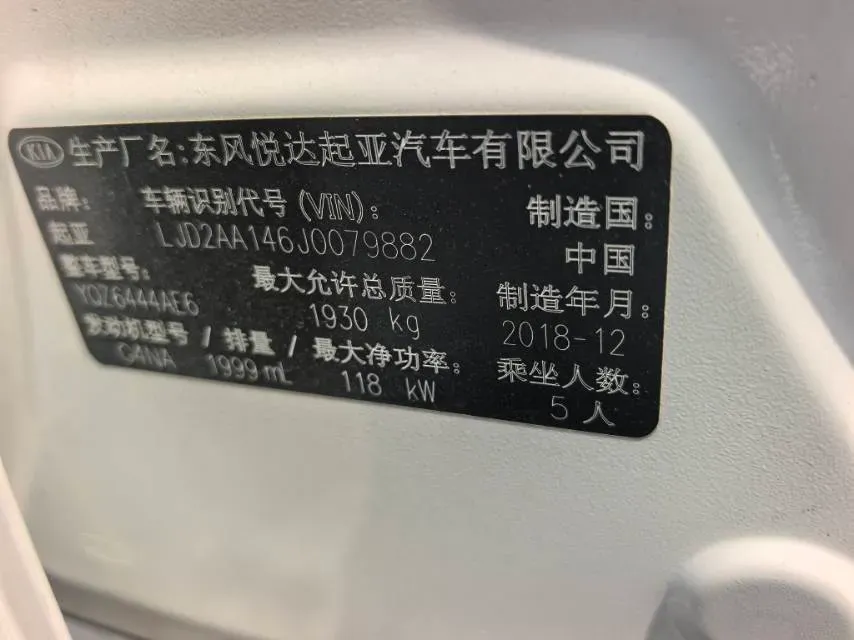 KIA 生产厂名:东风悦达起亚汽车有限公司
品牌: 车辆识别代号(VIN): 制造国:
起亚 LJD2AA146J0079882 中国
整车型号: 最大允许总质量: 制造年月:
YQZ6444AE6 1930 kg 2018-12
发动机型号 / 排量 / 最大净功率: 乘坐人数:
G4NA 1999 mL 118 kW 5 人